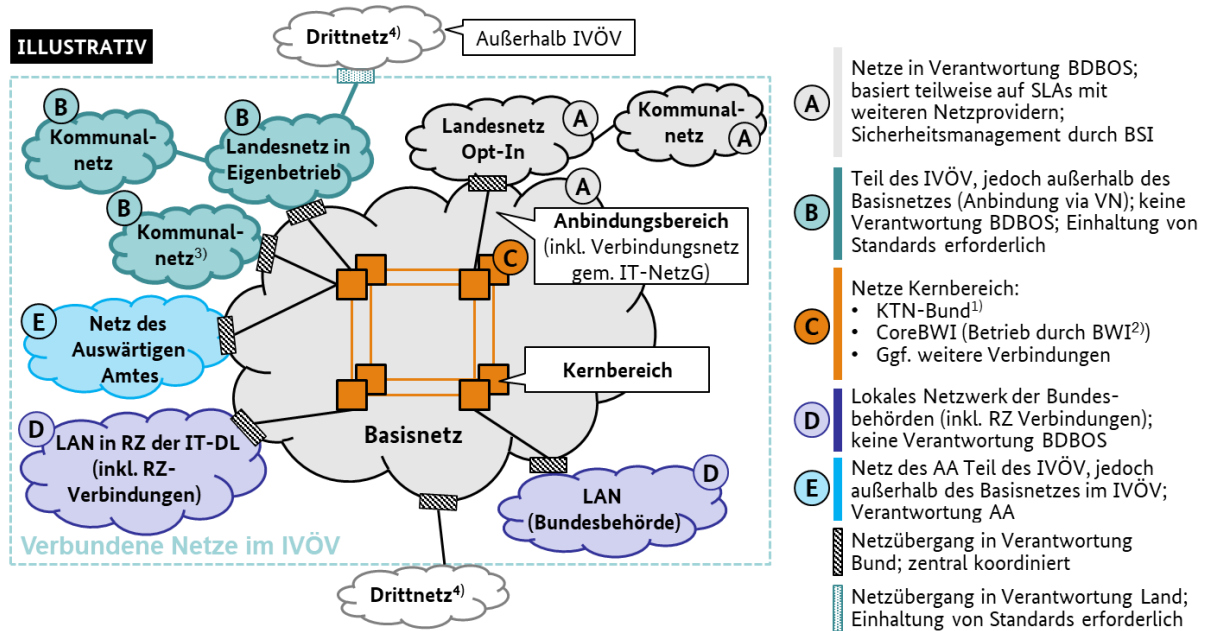 ILLUSTRATIV
Drittnetz⁴⁾
Außerhalb IVÖV
B
Kommunal-
netz
B
Landesnetz in
Eigenbetrieb
Landesnetz
Opt-In
A
Kommunal-
netz
A
B
Kommunal-
netz³⁾
A
Anbindungsbereich
(inkl. Verbindungsnetz
gem. IT-NetzG)
C
E
Netz des
Auswärtigen
Amtes
Kernbereich
D
LAN in RZ der IT-DL
(inkl. RZ-
Verbindungen)
Basisnetz
D
LAN
(Bundesbehörde)
Verbundene Netze im IVÖV
Drittnetz⁴⁾
A
Netze in Verantwortung BDBOS;
basiert teilweise auf SLAs mit
weiteren Netzprovidern;
Sicherheitsmanagement durch BSI
B
Teil des IVÖV, jedoch außerhalb des
Basisnetzes (Anbindung via VN); keine
Verantwortung BDBOS; Einhaltung von
Standards erforderlich
C
Netze Kernbereich:
• KTN-Bund¹⁾
• CoreBWI (Betrieb durch BWI²⁾)
• Ggf. weitere Verbindungen
D
Lokales Netzwerk der Bundes-
behörden (inkl. RZ Verbindungen);
keine Verantwortung BDBOS
E
Netz des AA Teil des IVÖV, jedoch
außerhalb des Basisnetzes im IVÖV;
Verantwortung AA
Netzübergang in Verantwortung
Bund; zentral koordiniert
Netzübergang in Verantwortung Land;
Einhaltung von Standards erforderlich